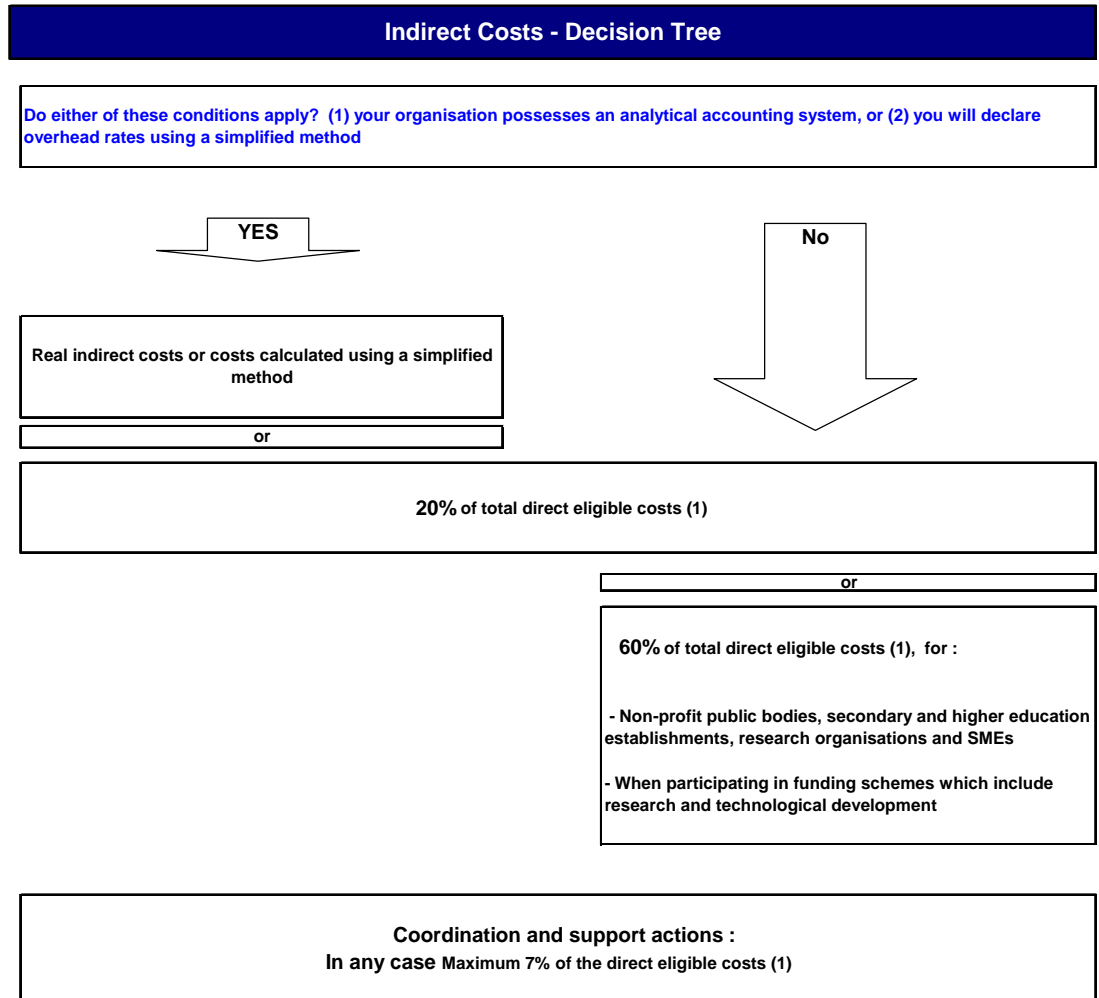 Indirect Costs - Decision Tree
Do either of these conditions apply?  (1) your organisation possesses an analytical accounting system, or (2) you will declare
overhead rates using a simplified method
YES
No
Real indirect costs or costs calculated using a simplified
method
or
20% of total direct eligible costs (1)
or
60% of total direct eligible costs (1),  for :
- Non-profit public bodies, secondary and higher education
establishments, research organisations and SMEs
- When participating in funding schemes which include
research and technological development
Coordination and support actions :
In any case Maximum 7% of the direct eligible costs (1)